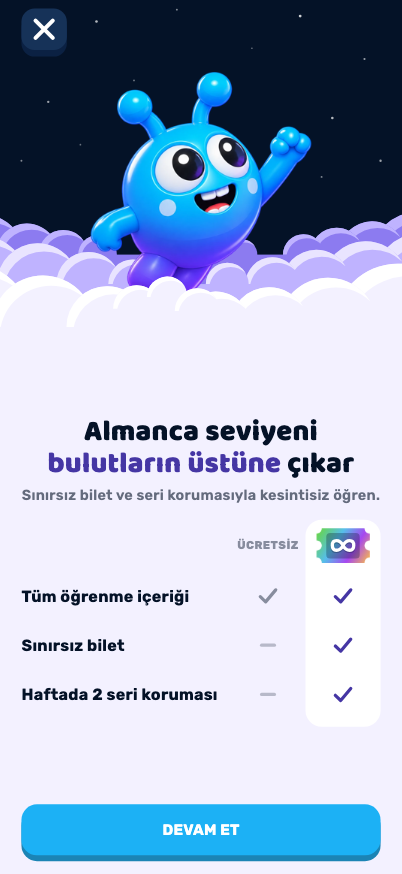 Almanca seviyeni
bulutların üstüne çıkar
Sınırsız bilet ve seri korumasıyla kesintisiz öğren.
ÜCRETSİZ
Tüm öğrenme içeriği
Sınırsız bilet
Haftada 2 seri koruması
DEVAM ET